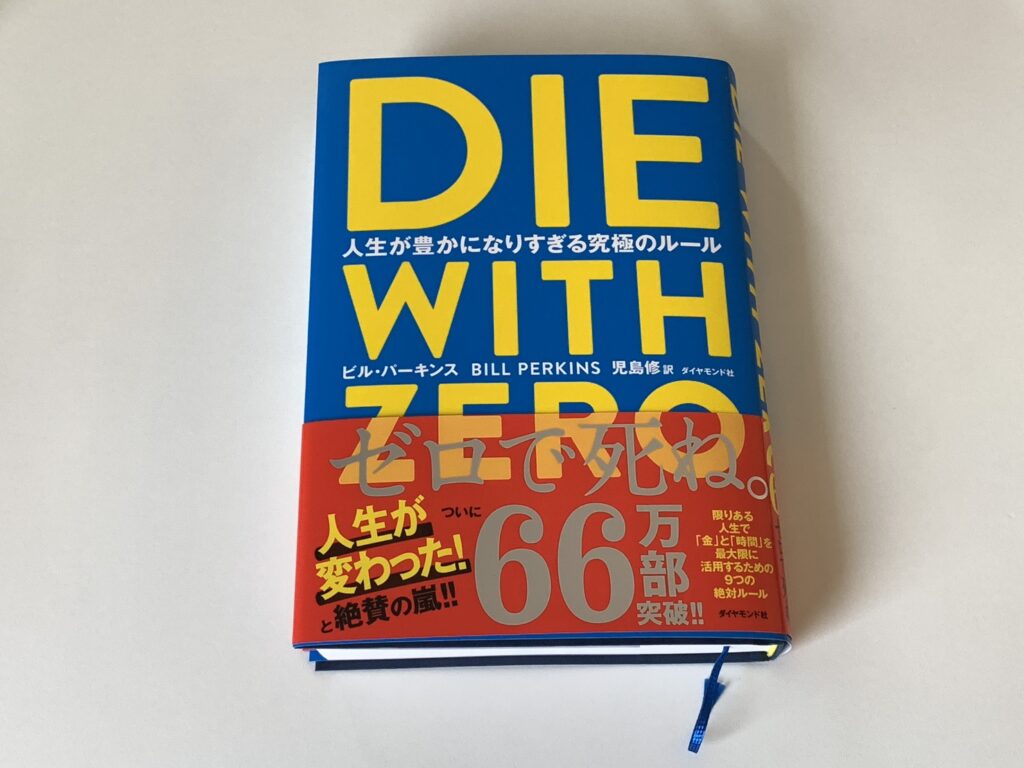 DIE
人生が豊かになりすぎる究極のルール
WITH
ビル・パーキンス BILL PERKINS 児島修 訳 ダイヤモンド社
ZERO
ゼロで死ね。
人生が
変わった!
と絶賛の嵐!!
ついに
66万部
突破!!
限りある
人生で
「金」と「時間」を
最大限に
活用するための
9つの
絶対ルール
ダイヤモンド社
DIE WITH ZERO